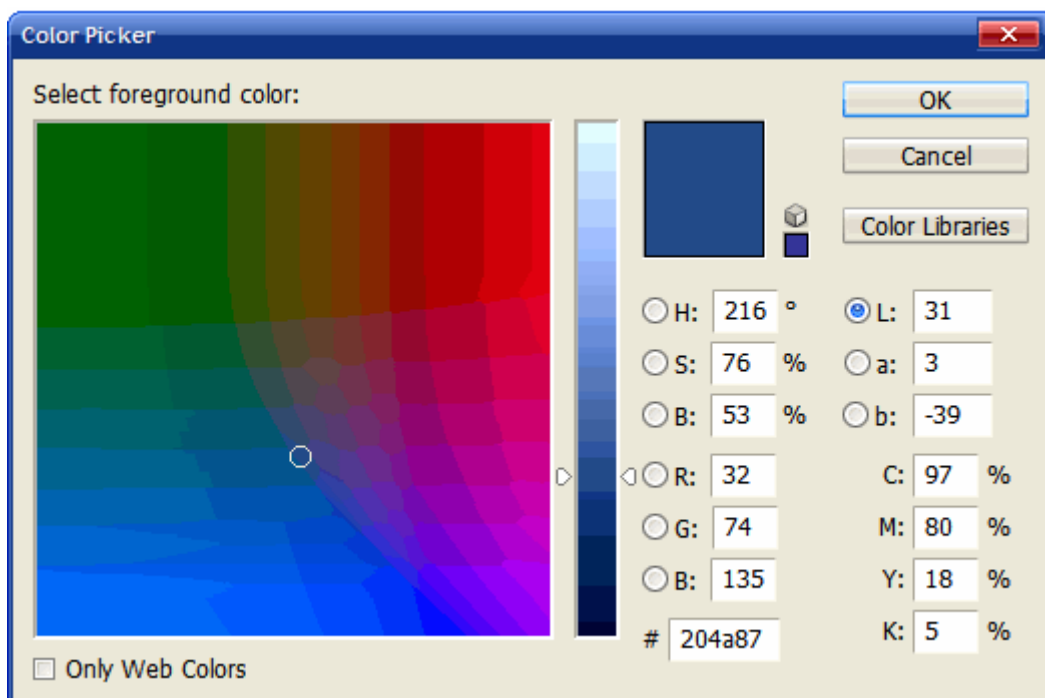 Color Picker
Select foreground color:
OK
Cancel
Color Libraries
H: 216 ° L: 31
S: 76 % a: 3
B: 53 % b: -39
R: 32 C: 97 %
G: 74 M: 80 %
B: 135 Y: 18 %
# 204a87 K: 5 %
Only Web Colors